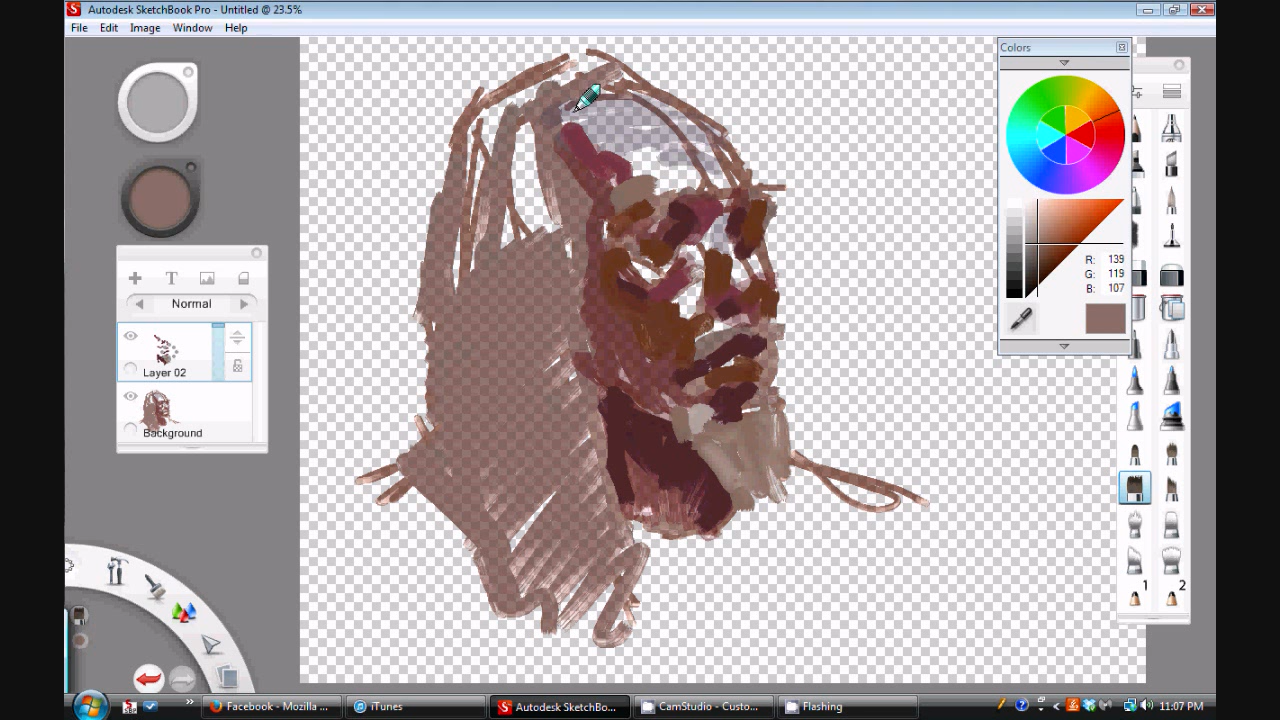 Autodesk SketchBook Pro - Untitled @ 23.5%
File Edit Image Window Help
Colors
R: 139
G: 119
B: 107
T
Normal
Layer 02
Background
1 2
Facebook - Mozilla ...
iTunes
Autodesk SketchBo...
CamStudio - Custo...
Flashing
11:07 PM